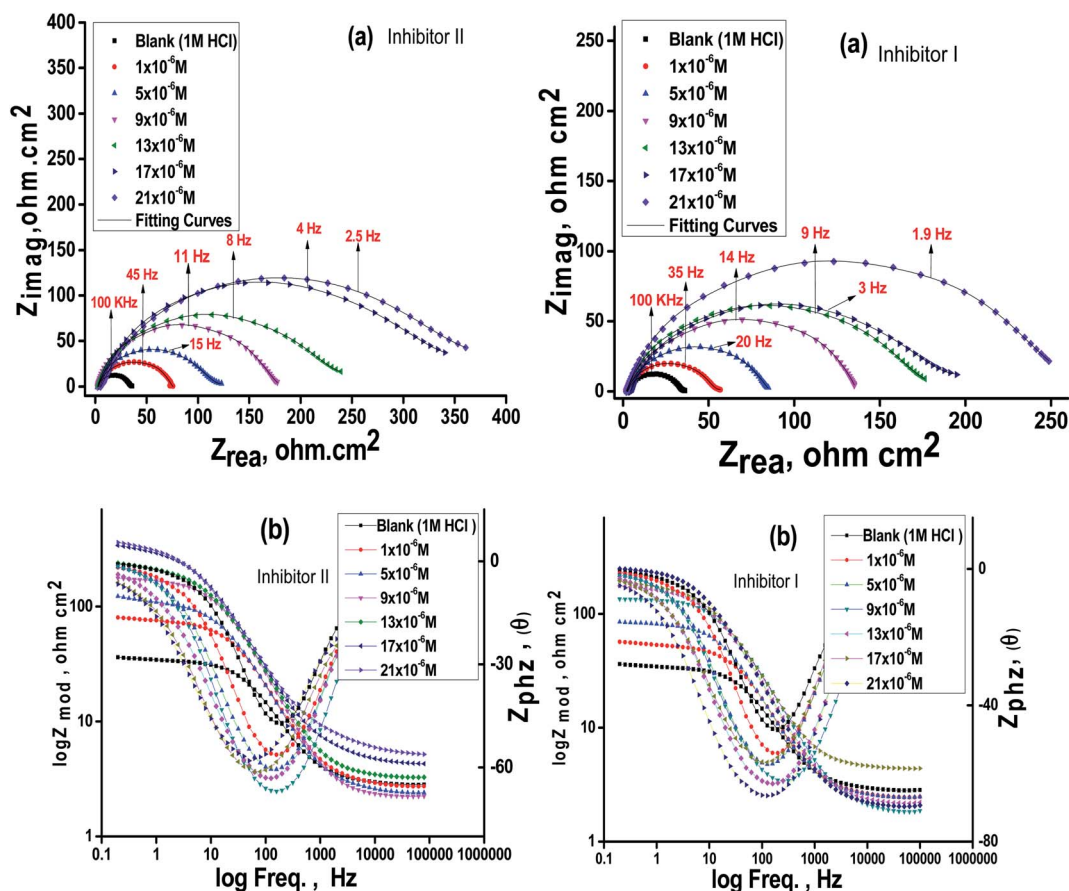 (a) Inhibitor II
Blank (1M HCl)
1x10⁻⁶M
5x10⁻⁶M
9x10⁻⁶M
13x10⁻⁶M
17x10⁻⁶M
21x10⁻⁶M
Fitting Curves
400
350
300
250
200
150
100
50
0
Zimag,ohm.cm²
100 KHz
45 Hz
11 Hz
8 Hz
4 Hz
2.5 Hz
15 Hz
0 50 100 150 200 250 300 350 400
Zrea, ohm.cm²
(a) Inhibitor I
Blank (1M HCl)
1x10⁻⁶M
5x10⁻⁶M
9x10⁻⁶M
13x10⁻⁶M
17x10⁻⁶M
21x10⁻⁶M
Fitting Curves
250
200
150
100
50
0
Zimag, ohm cm²
100 KHz
35 Hz
14 Hz
9 Hz
1.9 Hz
3 Hz
20 Hz
0 50 100 150 200 250
Zrea, ohm cm²
(b)
Inhibitor II
Blank (1M HCl )
1x10⁻⁶M
5x10⁻⁶M
9x10⁻⁶M
13x10⁻⁶M
17x10⁻⁶M
21x10⁻⁶M
100
10
1
logZ mod , ohm cm²
0
-30
-60
Zphz, (θ)
0.1 1 10 100 1000 10000 100000 1000000
log Freq. , Hz
(b)
Inhibitor I
Blank (1M HCl )
1x10⁻⁶M
5x10⁻⁶M
9x10⁻⁶M
13x10⁻⁶M
17x10⁻⁶M
21x10⁻⁶M
100
10
1
logZ mod , ohm cm²
0
-40
-80
Zphz, (θ)
0.1 1 10 100 1000 10000 100000 1000000
log Freq. , Hz